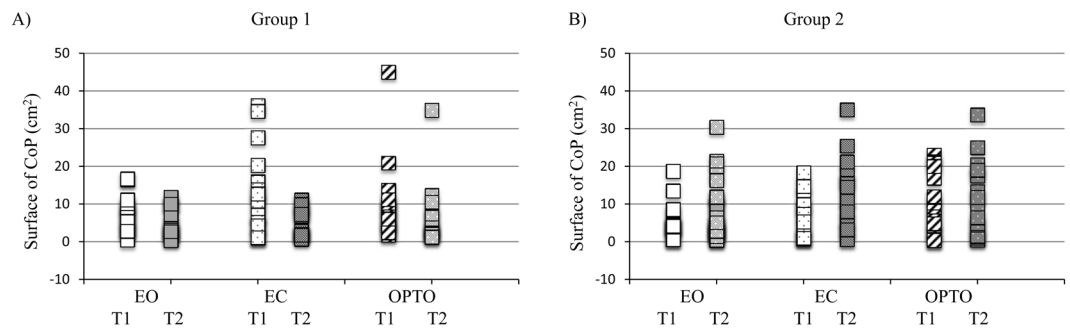 A) Group 1
Surface of CoP (cm²)
50
40
30
20
10
0
-10
EO EC OPTO
T1 T2 T1 T2 T1 T2
B) Group 2
Surface of CoP (cm²)
50
40
30
20
10
0
-10
EO EC OPTO
T1 T2 T1 T2 T1 T2